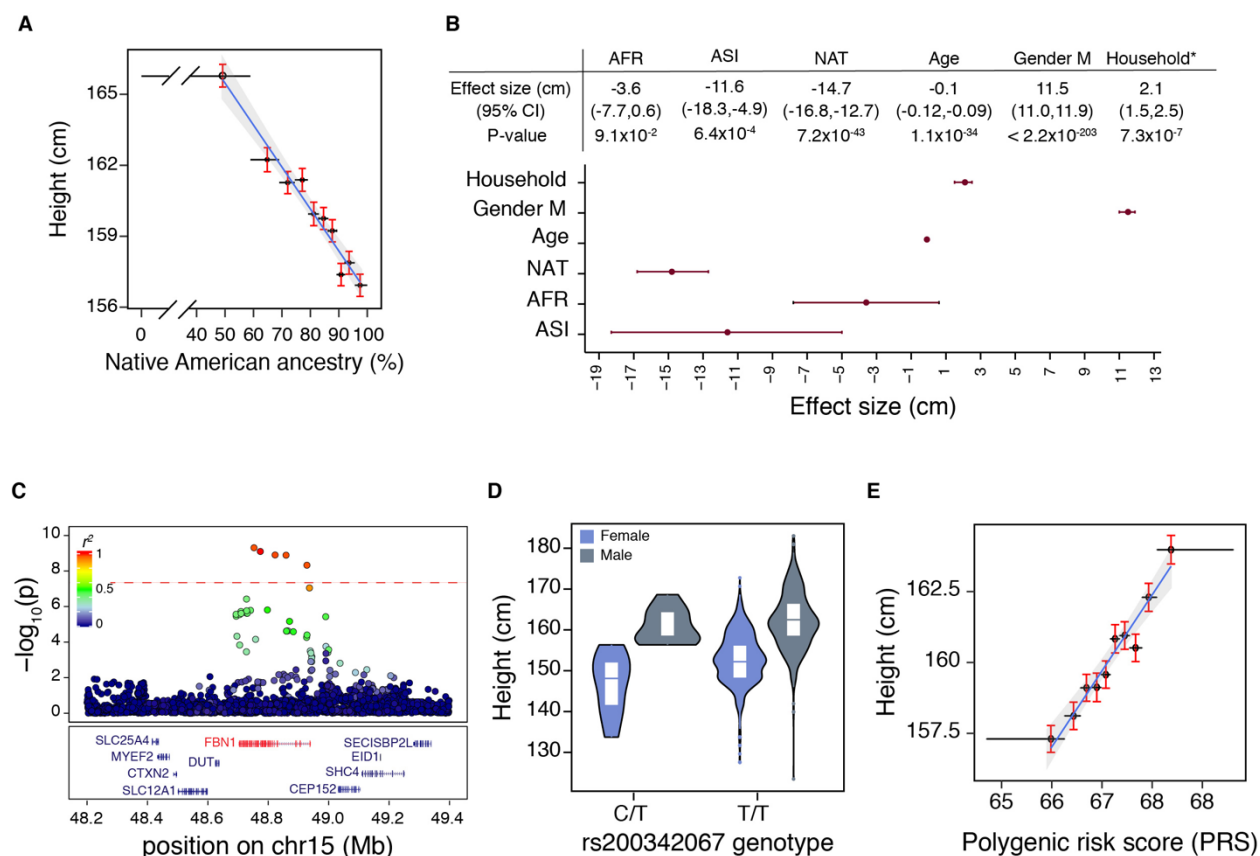 A
Height (cm)
165
162
159
156
0 40 50 60 70 80 90 100
Native American ancestry (%)
B
AFR ASI NAT Age Gender M Household*
Effect size (cm) -3.6 -11.6 -14.7 -0.1 11.5 2.1
(95% CI) (-7.7,0.6) (-18.3,-4.9) (-16.8,-12.7) (-0.12,-0.09) (11.0,11.9) (1.5,2.5)
P-value 9.1x10-2 6.4x10-4 7.2x10-43 1.1x10-34 < 2.2x10-203 7.3x10-7
Household
Gender M
Age
NAT
AFR
ASI
−19 −17 −15 −13 −11 −9 −7 −5 −3 −1 1 3 5 7 9 11 13
Effect size (cm)
C
−log10(p)
10
8
6
4
2
0
r2
1
0.5
0
SLC25A4 FBN1 SECISBP2L
MYEF2 DUT EID1
CTXN2 SHC4
SLC12A1 CEP152
48.2 48.4 48.6 48.8 49.0 49.2 49.4
position on chr15 (Mb)
D
Height (cm)
Female
Male
180
170
160
150
140
130
C/T T/T
rs200342067 genotype
E
Height (cm)
162.5
160
157.5
65 66 67 68 68
Polygenic risk score (PRS)